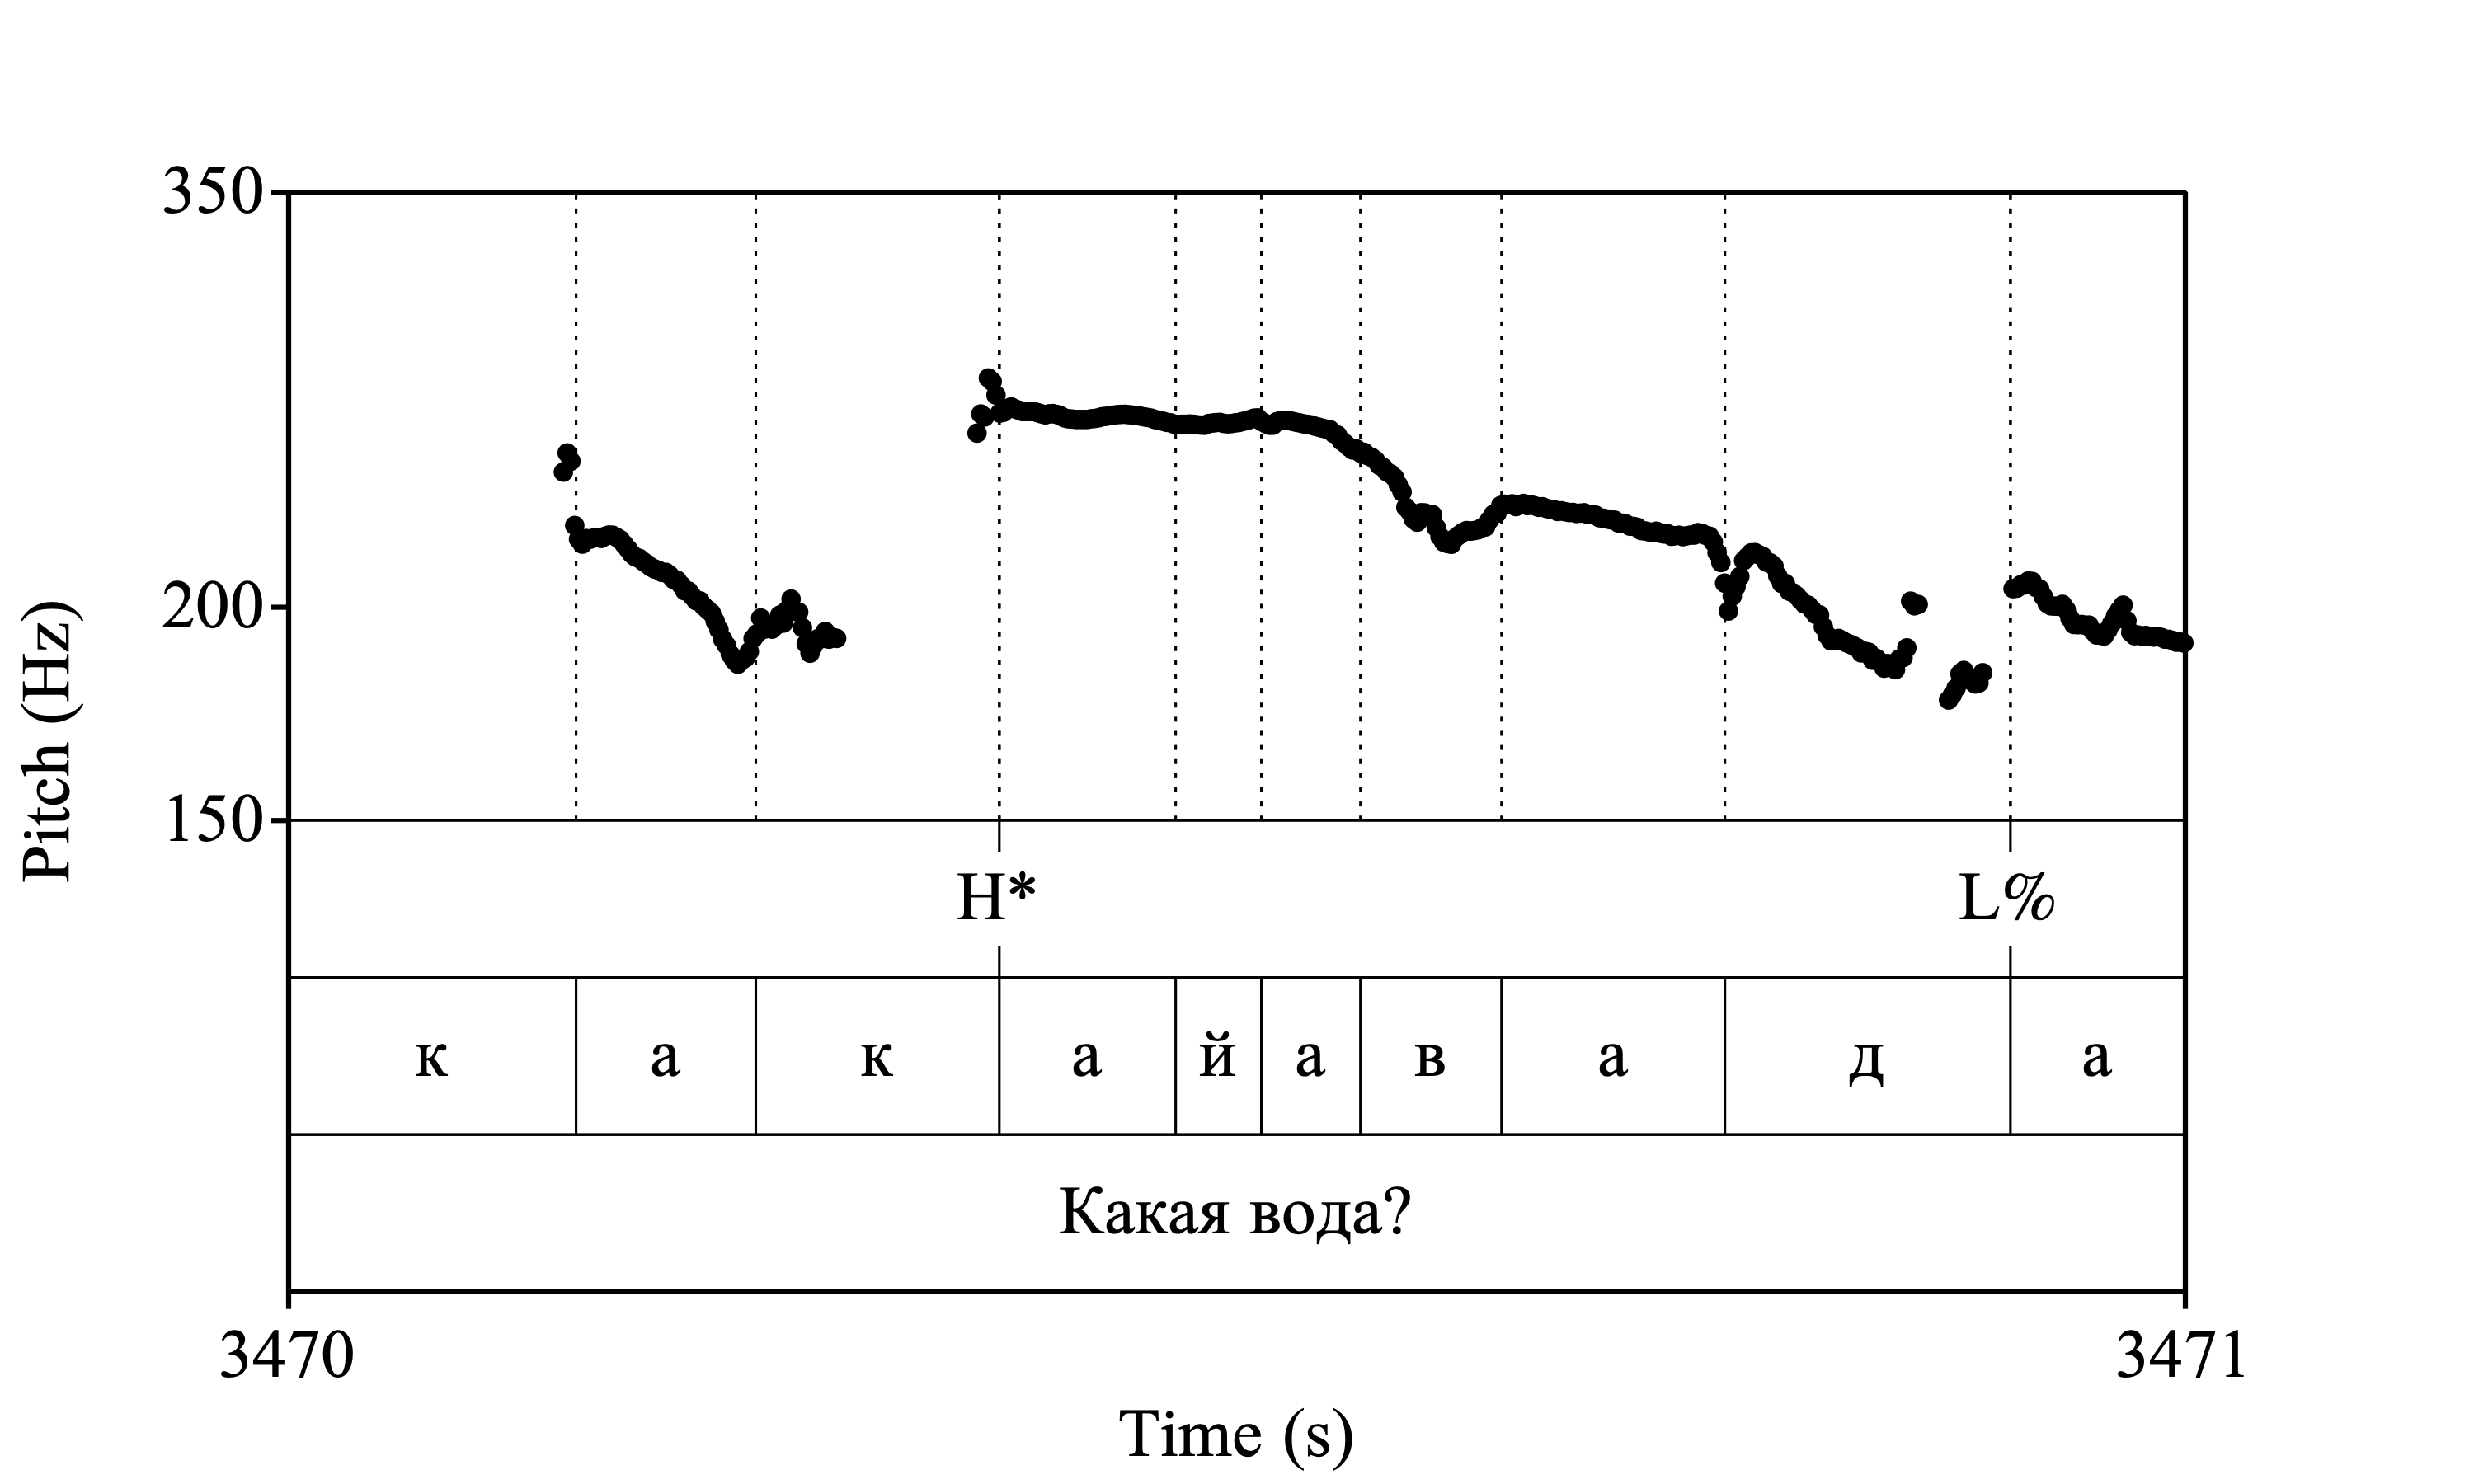 350
200
150
Pitch (Hz)
H* L%
к а к а й а в а д а
Какая вода?
3470 3471
Time (s)